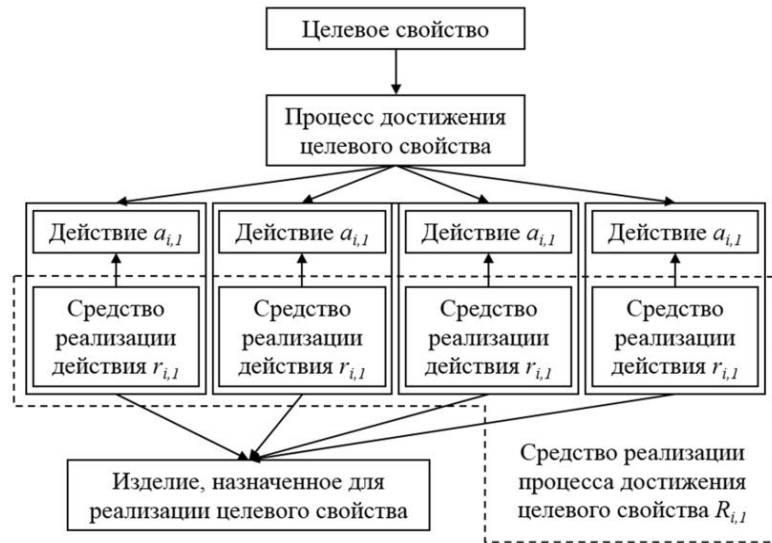 Целевое свойство
Процесс достижения
целевого свойства
Действие a_{i,1}
Действие a_{i,1}
Действие a_{i,1}
Действие a_{i,1}
Средство
реализации
действия r_{i,1}
Средство
реализации
действия r_{i,1}
Средство
реализации
действия r_{i,1}
Средство
реализации
действия r_{i,1}
Изделие, назначенное для
реализации целевого свойства
Средство реализации
процесса достижения
целевого свойства R_{i,1}